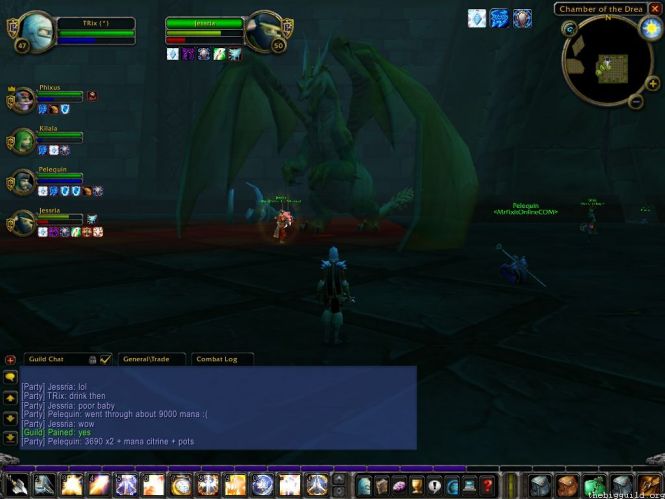 TRix (*)
47
Jessria
50
Chamber of the Drea
N
Phixus
Kilala
Pelequin
Jessria
Pelequin
<MrfixitOnlineCOM>
Guild Chat
General\Trade
Combat Log
[Party] Jessria: lol
[Party] TRix: drink then
[Party] Jessria: poor baby
[Party] Pelequin: went through about 9000 mana :(
[Party] Jessria: wow
[Guild] Pained: yes
[Party] Pelequin: 3690 x2 + mana citrine + pots
thebigguild.org